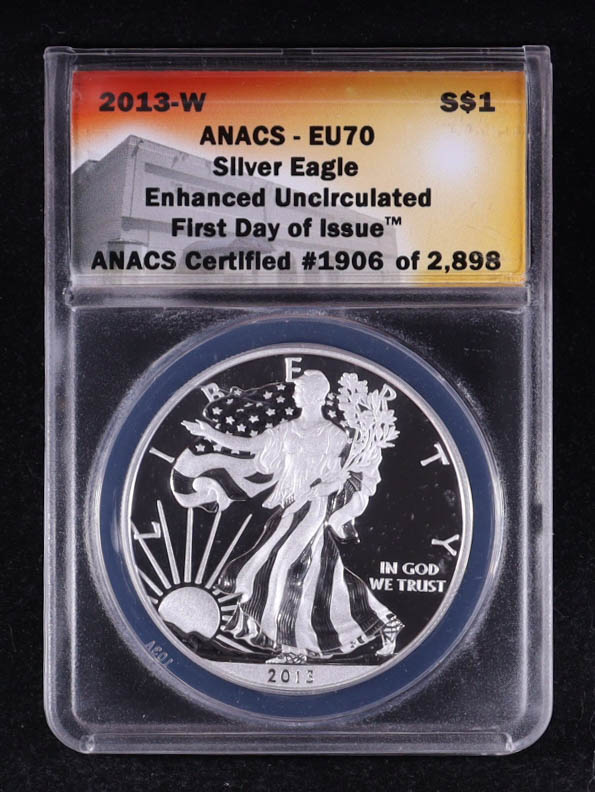 2013-W S$1
ANACS - EU70
Silver Eagle
Enhanced Uncirculated
First Day of Issue™
ANACS Certified #1906 of 2,898
LIBERTY
IN GOD
WE TRUST
2013